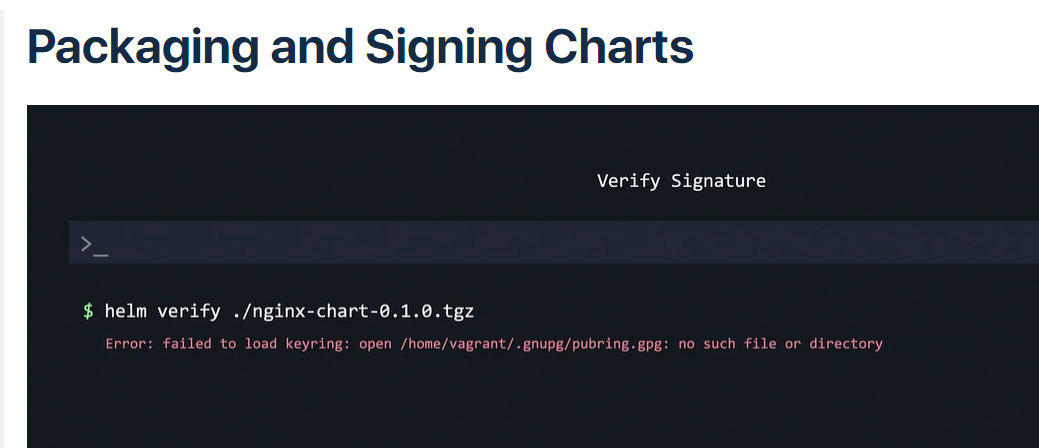 Packaging and Signing Charts
Verify Signature
>_
$ helm verify ./nginx-chart-0.1.0.tgz
Error: failed to load keyring: open /home/vagrant/.gnupg/pubring.gpg: no such file or directory